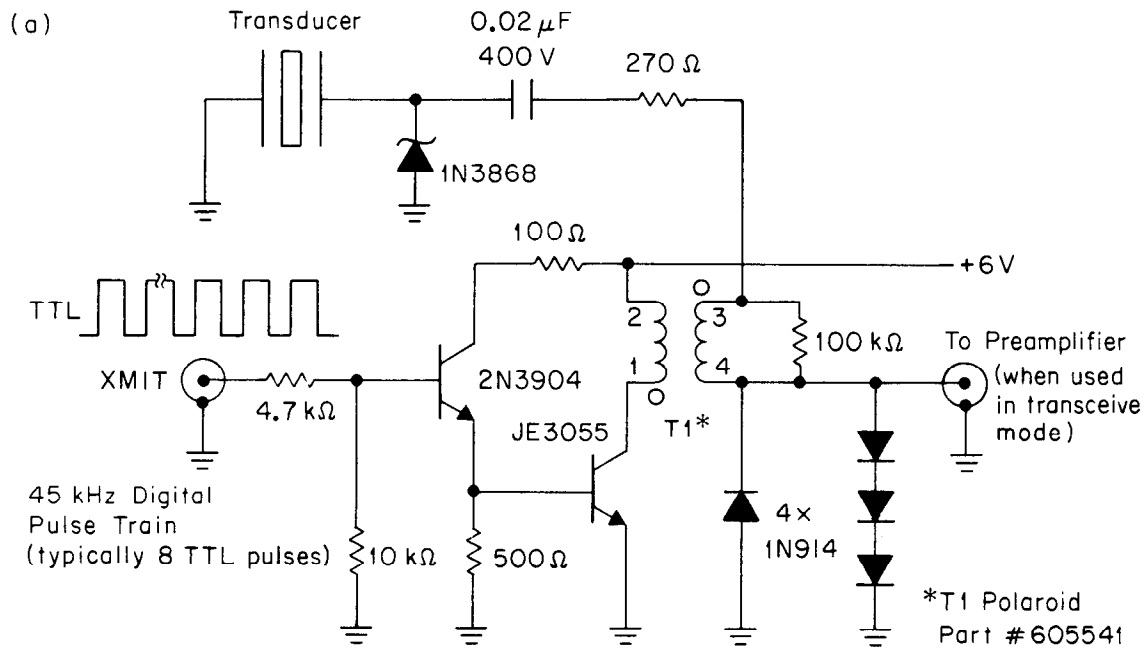 (a)
Transducer
0.02 μF
400 V
270 Ω
1N3868
100 Ω
+6V
TTL
2
1
3
4
100 kΩ
XMIT
4.7 kΩ
2N3904
T1*
To Preamplifier
(when used
in transceive
mode)
JE3055
45 kHz Digital
Pulse Train
(typically 8 TTL pulses)
10 kΩ
500 Ω
4×
1N914
*T1 Polaroid
Part #605541